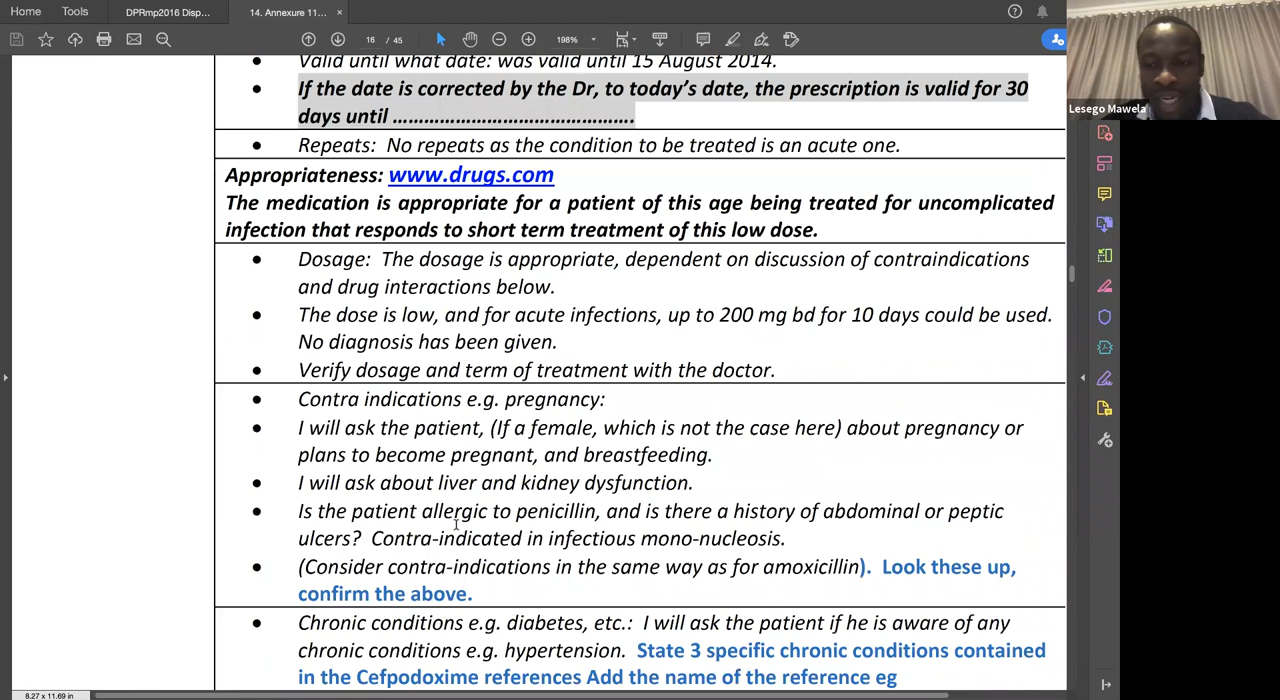 Home Tools DPRmp2016 Disp... 14. Annexure 11... ×
16 / 45 198%
Valid until what date: was valid until 15 August 2014.
Lesego Mawela
• If the date is corrected by the Dr, to today's date, the prescription is valid for 30
days until …………………………………….
• Repeats: No repeats as the condition to be treated is an acute one.
Appropriateness: www.drugs.com
The medication is appropriate for a patient of this age being treated for uncomplicated
infection that responds to short term treatment of this low dose.
• Dosage: The dosage is appropriate, dependent on discussion of contraindications
and drug interactions below.
• The dose is low, and for acute infections, up to 200 mg bd for 10 days could be used.
No diagnosis has been given.
• Verify dosage and term of treatment with the doctor.
• Contra indications e.g. pregnancy:
• I will ask the patient, (If a female, which is not the case here) about pregnancy or
plans to become pregnant, and breastfeeding.
• I will ask about liver and kidney dysfunction.
• Is the patient allergic to penicillin, and is there a history of abdominal or peptic
ulcers? Contra-indicated in infectious mono-nucleosis.
• (Consider contra-indications in the same way as for amoxicillin). Look these up,
confirm the above.
• Chronic conditions e.g. diabetes, etc.: I will ask the patient if he is aware of any
chronic conditions e.g. hypertension. State 3 specific chronic conditions contained
in the Cefpodoxime references Add the name of the reference eg
8.27 x 11.69 in